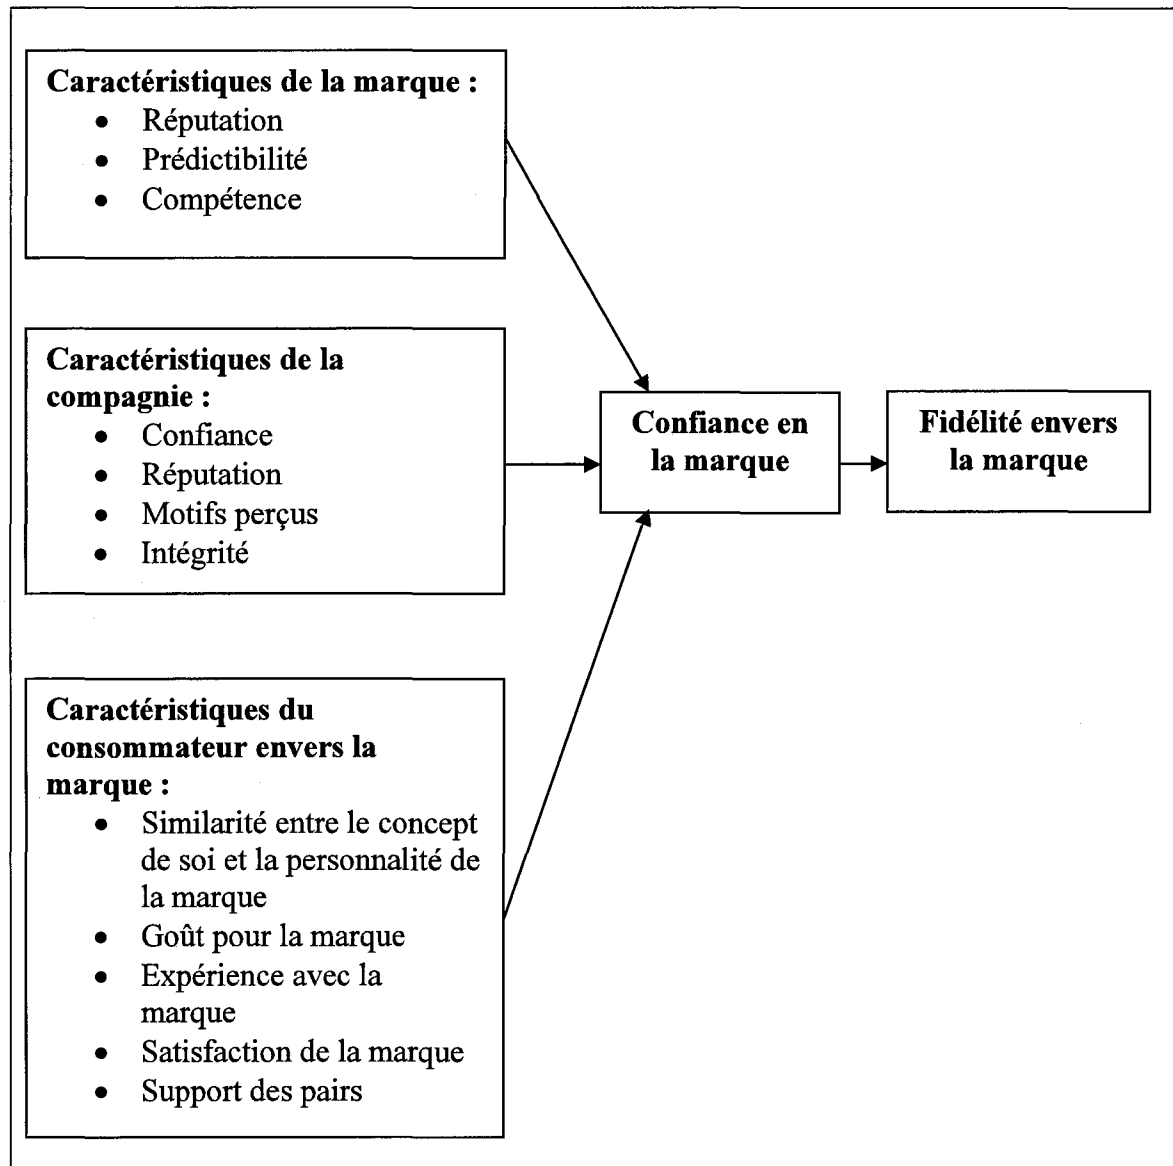 Caractéristiques de la marque :
• Réputation
• Prédictibilité
• Compétence
Caractéristiques de la
compagnie :
• Confiance
• Réputation
• Motifs perçus
• Intégrité
Confiance en
la marque
Fidélité envers
la marque
Caractéristiques du
consommateur envers la
marque :
• Similarité entre le concept
de soi et la personnalité de
la marque
• Goût pour la marque
• Expérience avec la
marque
• Satisfaction de la marque
• Support des pairs